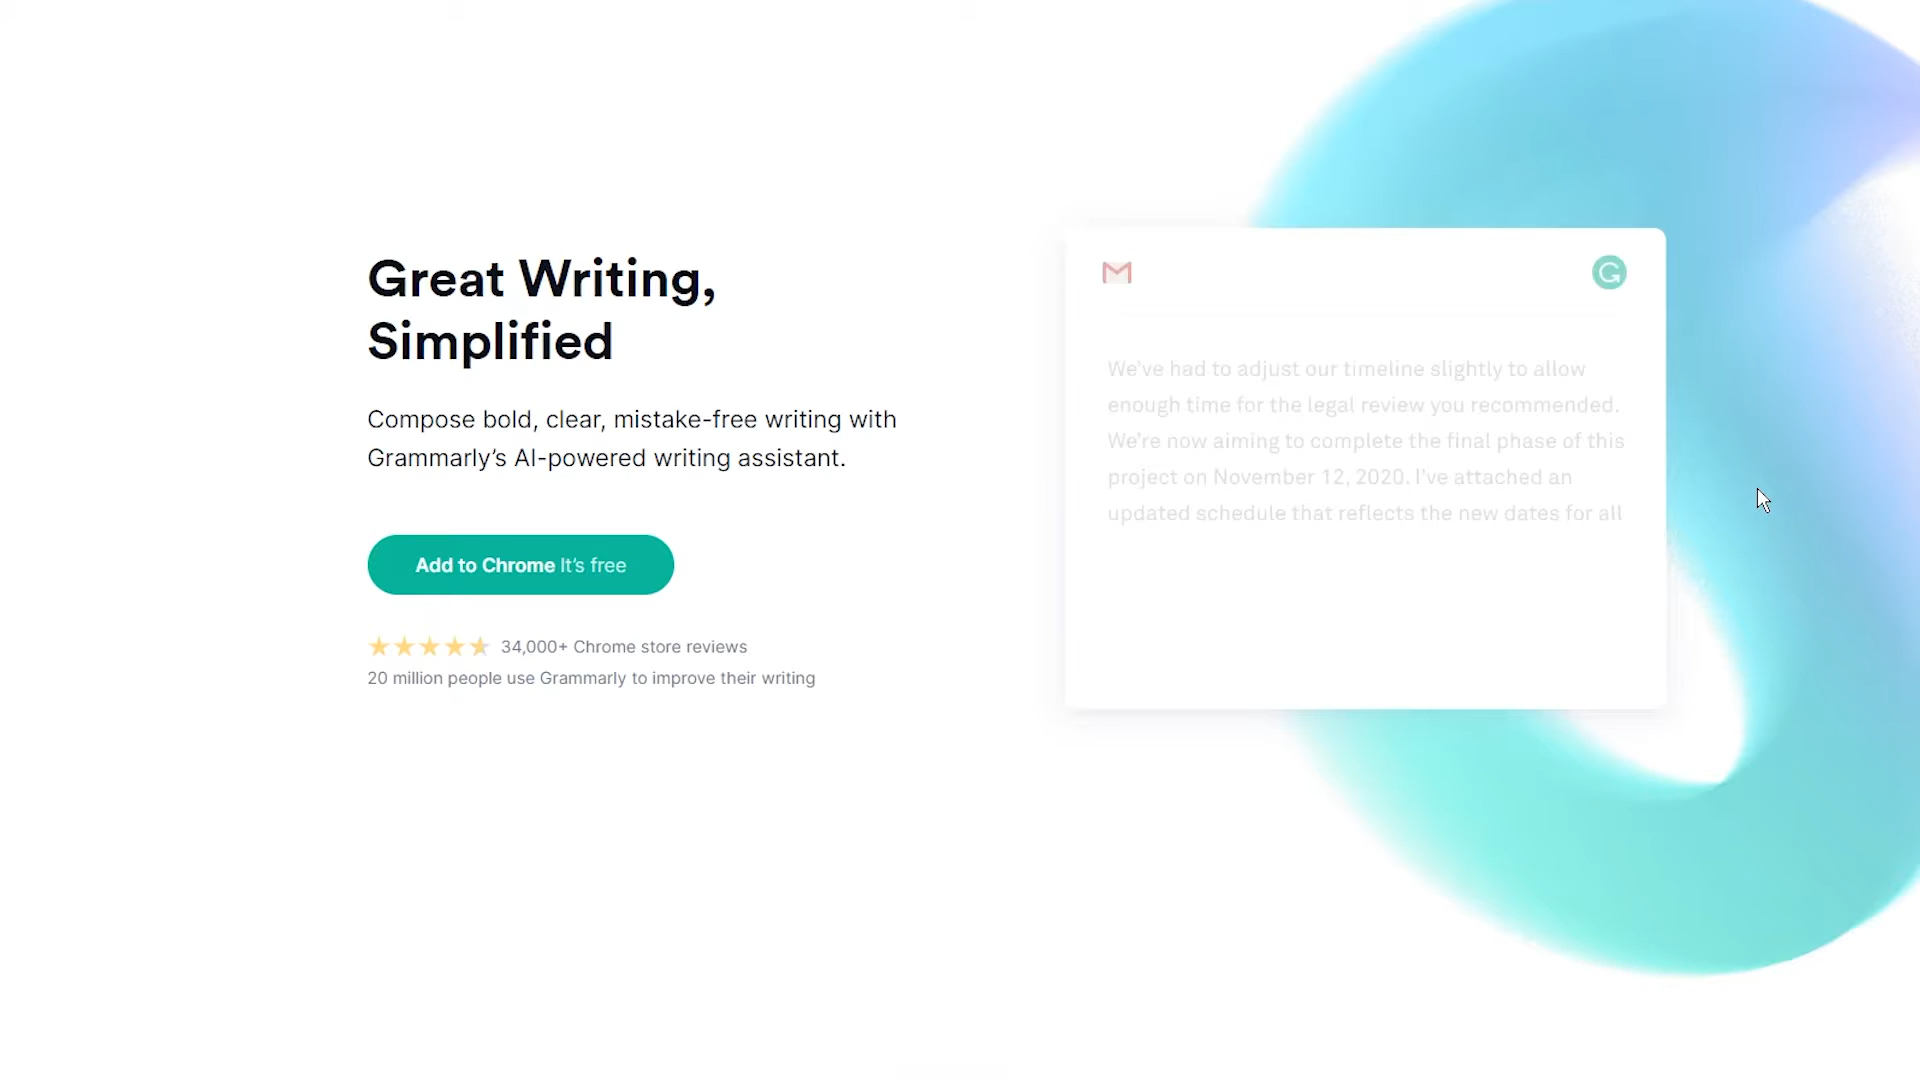 Great Writing,
Simplified
Compose bold, clear, mistake-free writing with
Grammarly’s AI-powered writing assistant.
Add to Chrome It’s free
34,000+ Chrome store reviews
20 million people use Grammarly to improve their writing
We’ve had to adjust our timeline slightly to allow
enough time for the legal review you recommended.
We’re now aiming to complete the final phase of this
project on November 12, 2020. I’ve attached an
updated schedule that reflects the new dates for all